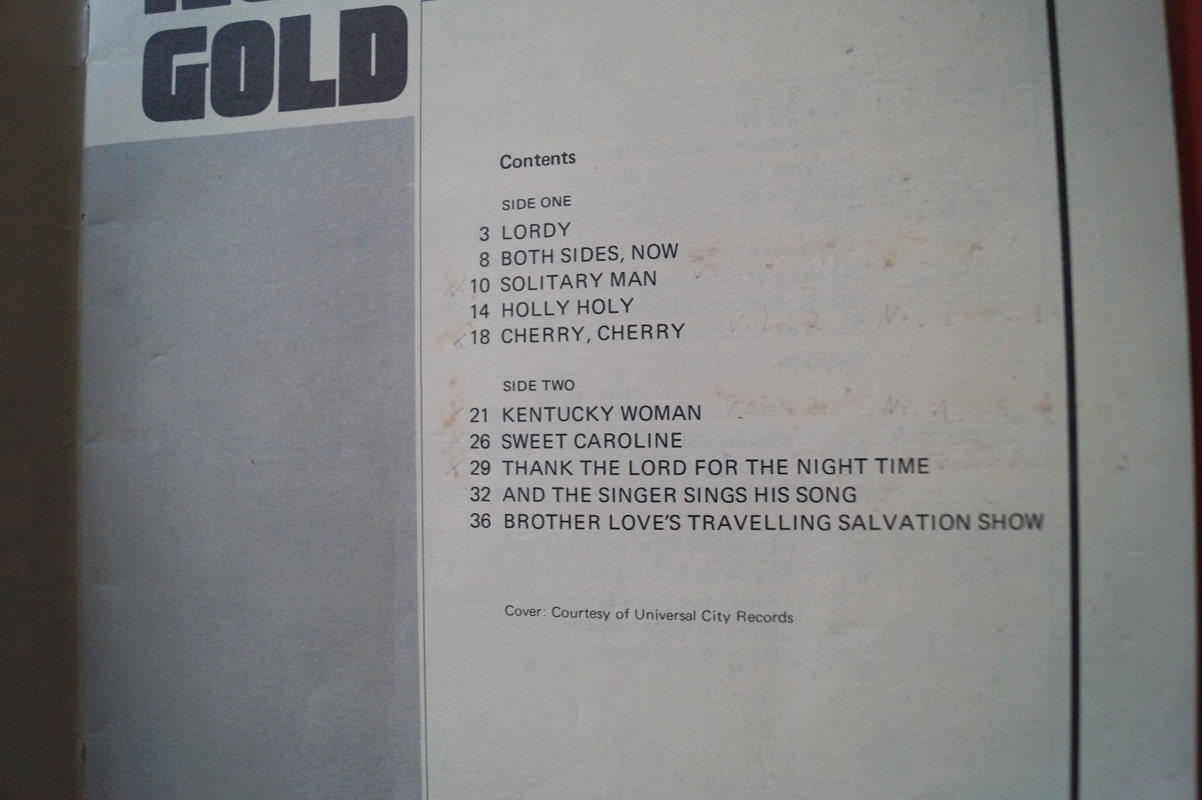 GOLD
Contents
SIDE ONE
3 LORDY
8 BOTH SIDES, NOW
10 SOLITARY MAN
14 HOLLY HOLY
18 CHERRY, CHERRY
SIDE TWO
21 KENTUCKY WOMAN
26 SWEET CAROLINE
29 THANK THE LORD FOR THE NIGHT TIME
32 AND THE SINGER SINGS HIS SONG
36 BROTHER LOVE'S TRAVELLING SALVATION SHOW
Cover: Courtesy of Universal City Records